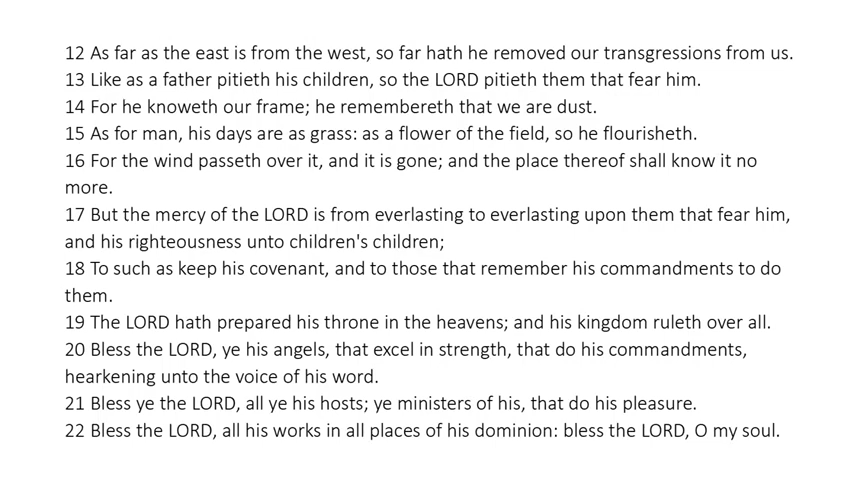 12 As far as the east is from the west, so far hath he removed our transgressions from us.
13 Like as a father pitieth his children, so the LORD pitieth them that fear him.
14 For he knoweth our frame; he remembereth that we are dust.
15 As for man, his days are as grass: as a flower of the field, so he flourisheth.
16 For the wind passeth over it, and it is gone; and the place thereof shall know it no
more.
17 But the mercy of the LORD is from everlasting to everlasting upon them that fear him,
and his righteousness unto children's children;
18 To such as keep his covenant, and to those that remember his commandments to do
them.
19 The LORD hath prepared his throne in the heavens; and his kingdom ruleth over all.
20 Bless the LORD, ye his angels, that excel in strength, that do his commandments,
hearkening unto the voice of his word.
21 Bless ye the LORD, all ye his hosts; ye ministers of his, that do his pleasure.
22 Bless the LORD, all his works in all places of his dominion: bless the LORD, O my soul.